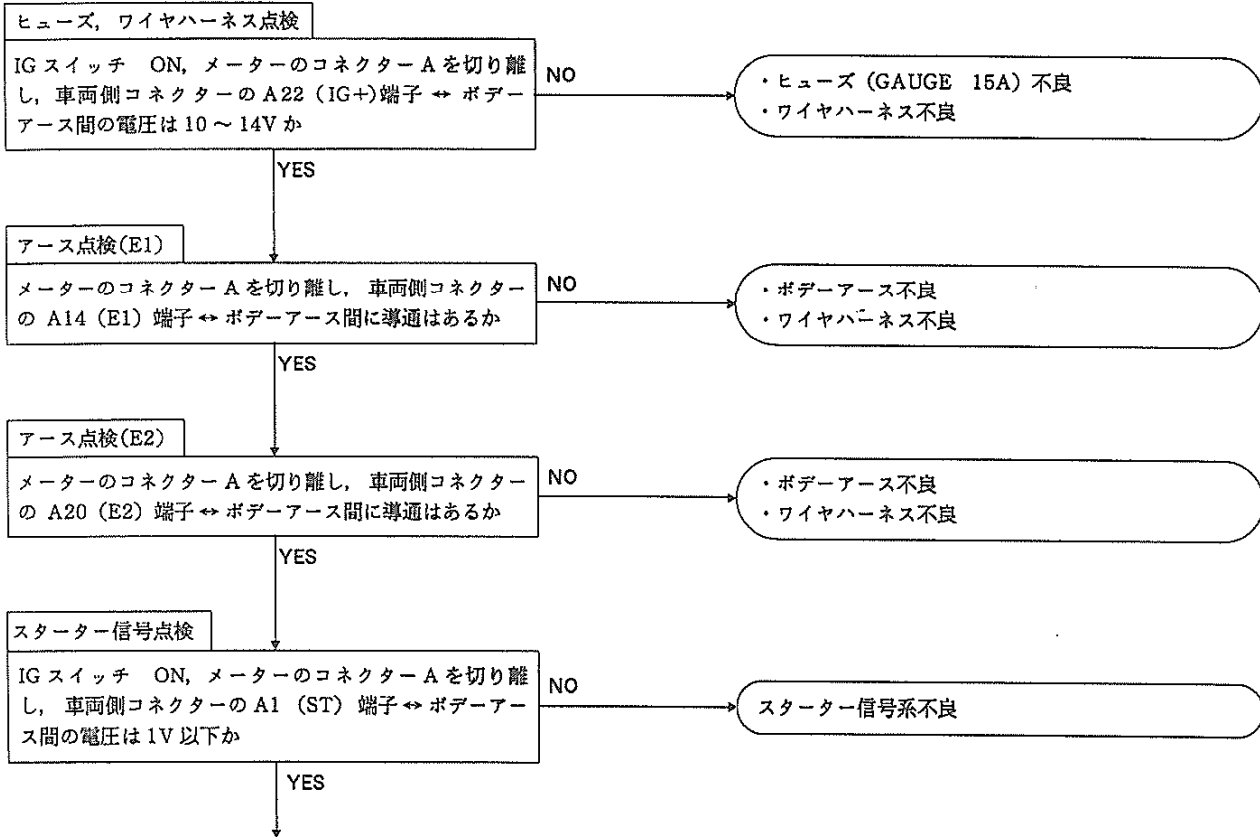 ヒューズ, ワイヤハーネス点検
IG スイッチ ON, メーターのコネクター A を切り離
し, 車両側コネクターの A22 (IG+)端子 ↔ ボデー
アース間の電圧は 10 ～ 14V か
NO
・ヒューズ (GAUGE 15A) 不良
・ワイヤハーネス不良
YES
アース点検(E1)
メーターのコネクター A を切り離し, 車両側コネクター
の A14 (E1) 端子 ↔ ボデーアース間に導通はあるか
NO
・ボデーアース不良
・ワイヤハーネス不良
YES
アース点検(E2)
メーターのコネクター A を切り離し, 車両側コネクター
の A20 (E2) 端子 ↔ ボデーアース間に導通はあるか
NO
・ボデーアース不良
・ワイヤハーネス不良
YES
スターター信号点検
IG スイッチ ON, メーターのコネクター A を切り離
し, 車両側コネクターの A1 (ST) 端子 ↔ ボデーアー
ス間の電圧は 1V 以下か
NO
スターター信号系不良
YES